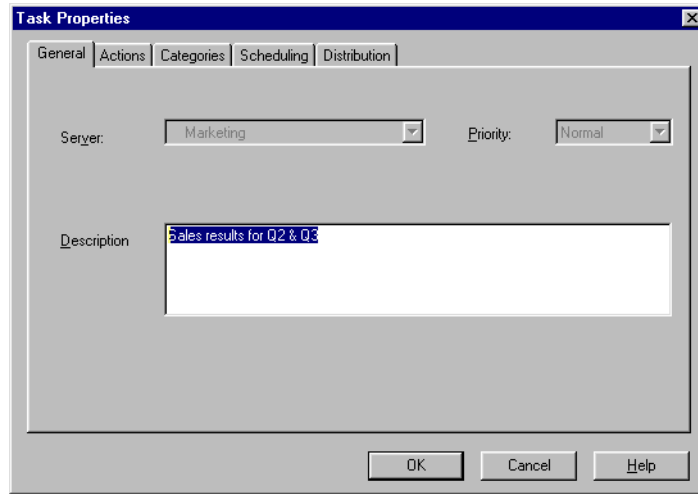 Task Properties
General Actions Categories Scheduling Distribution
Server: Marketing Priority: Normal
Description Sales results for Q2 & Q3
OK Cancel Help